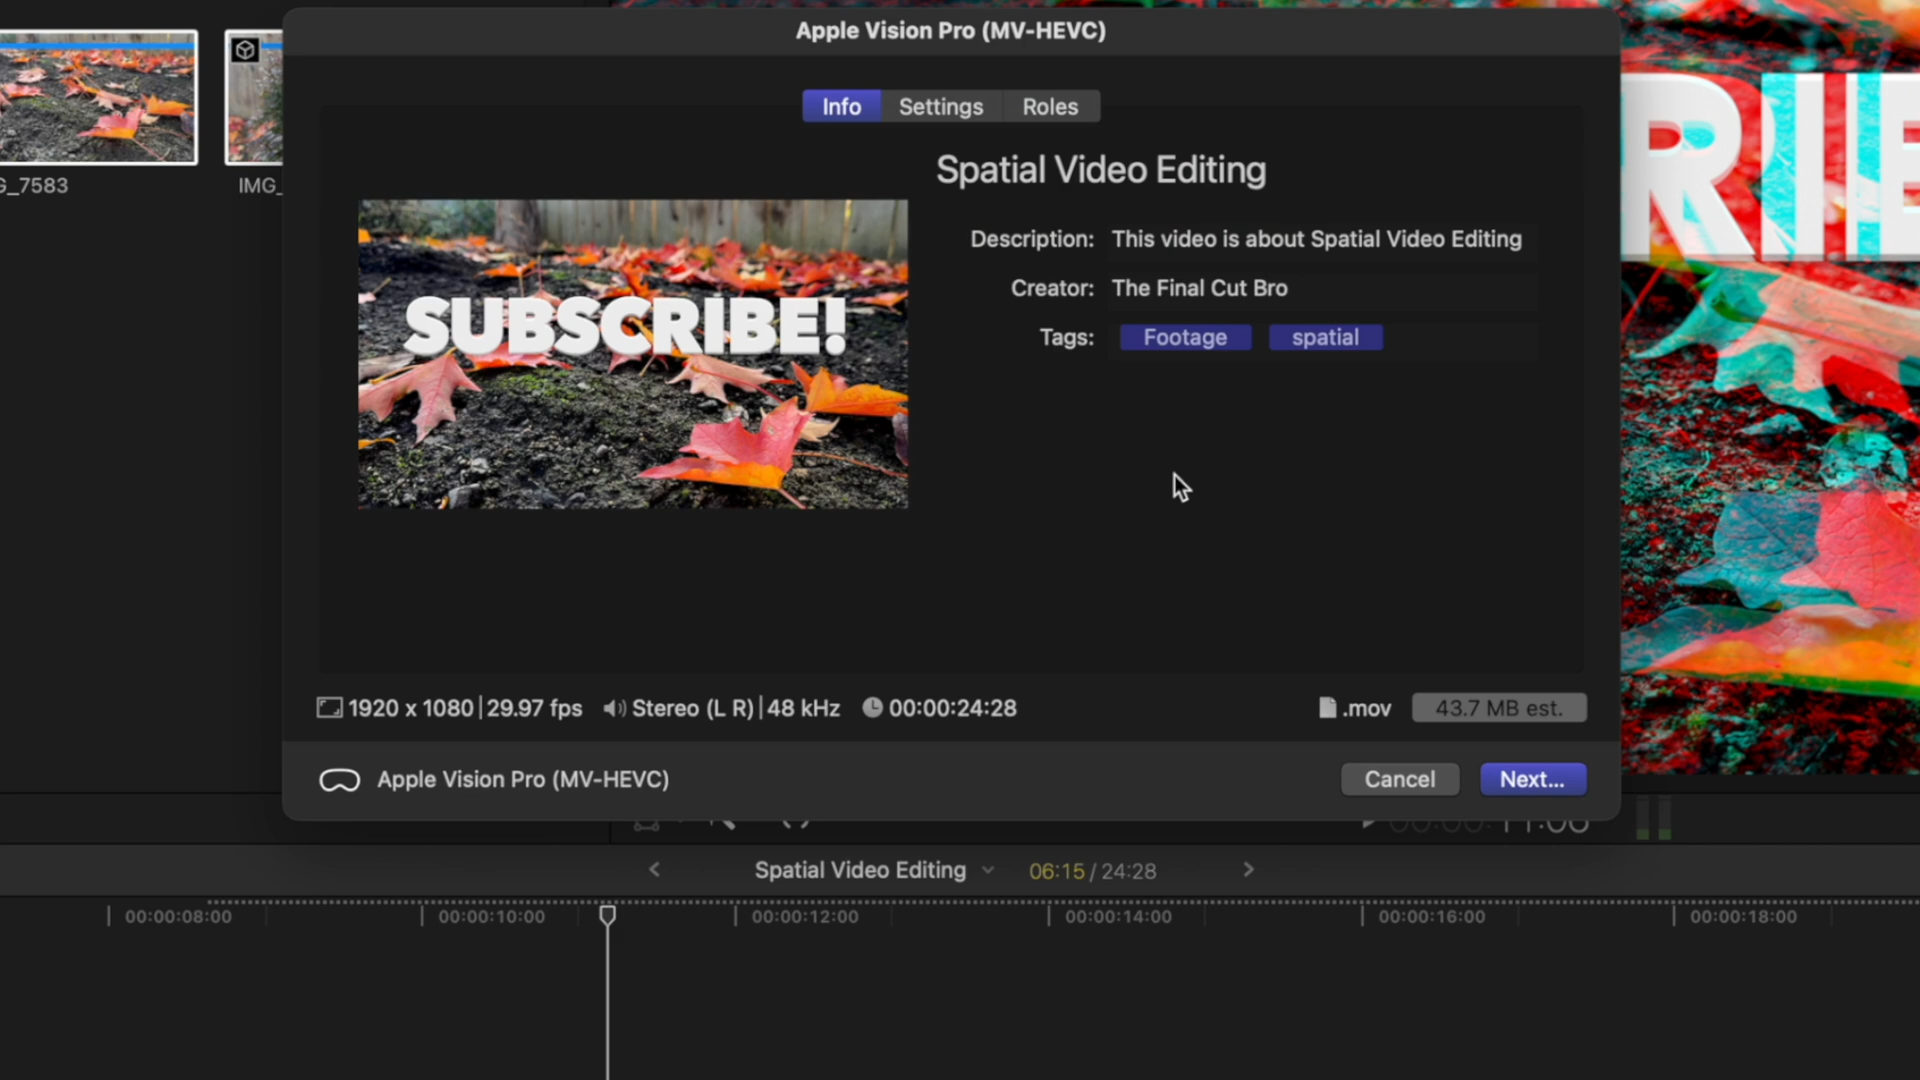 Apple Vision Pro (MV-HEVC)
Info Settings Roles
Spatial Video Editing
Description: This video is about Spatial Video Editing
Creator: The Final Cut Bro
Tags: Footage spatial
SUBSCRIBE!
RIE
G_7583
IMG_
1920 x 1080|29.97 fps Stereo (L R)|48 kHz 00:00:24:28 .mov 43.7 MB est.
Apple Vision Pro (MV-HEVC) Cancel Next...
Spatial Video Editing 06:15 / 24:28
00:00:08:00 00:00:10:00 00:00:12:00 00:00:14:00 00:00:16:00 00:00:18:00